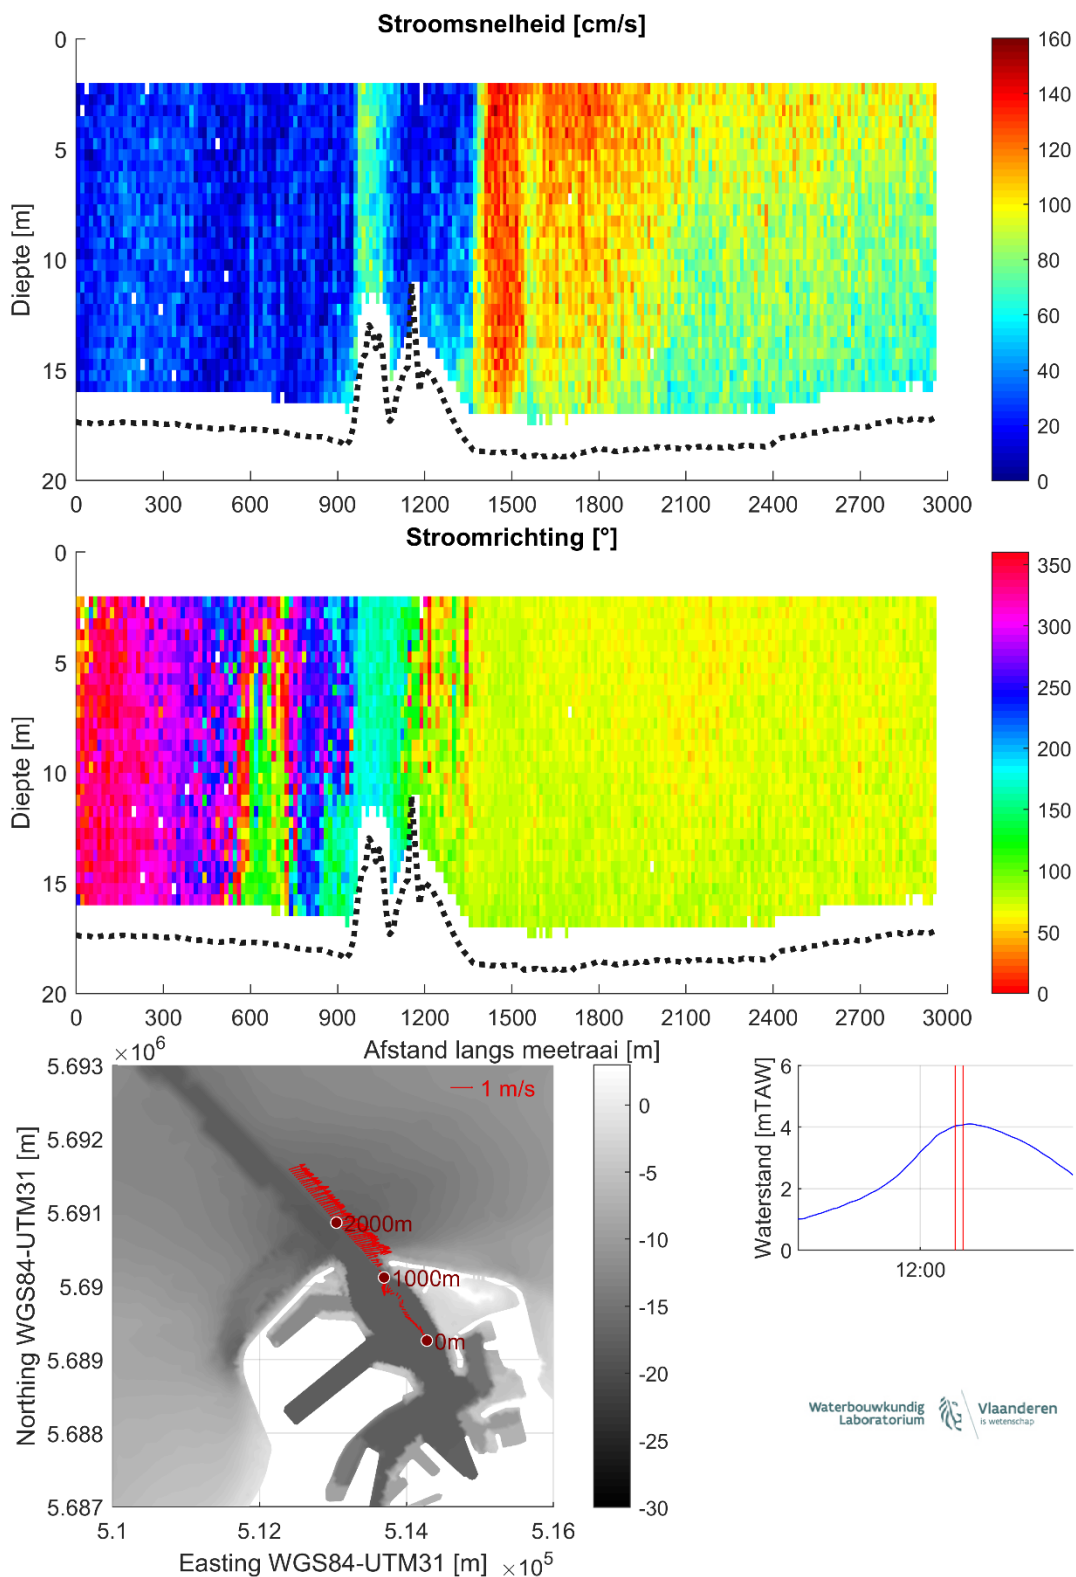 Stroomsnelheid [cm/s]
0
5
10
15
20
Diepte [m]
0 300 600 900 1200 1500 1800 2100 2400 2700 3000
160
140
120
100
80
60
40
20
0
Stroomrichting [°]
0
5
10
15
20
Diepte [m]
0 300 600 900 1200 1500 1800 2100 2400 2700 3000
350
300
250
200
150
100
50
0
Afstand langs meetraai [m]
×10⁶
5.693
5.692
5.691
5.69
5.689
5.688
5.687
Northing WGS84-UTM31 [m]
1 m/s
2000m
1000m
0m
5.1 5.12 5.14 5.16
Easting WGS84-UTM31 [m] ×10⁵
0
-5
-10
-15
-20
-25
-30
Waterstand [mTAW]
6
4
2
0
12:00
Waterbouwkundig
Laboratorium
Vlaanderen
is wetenschap